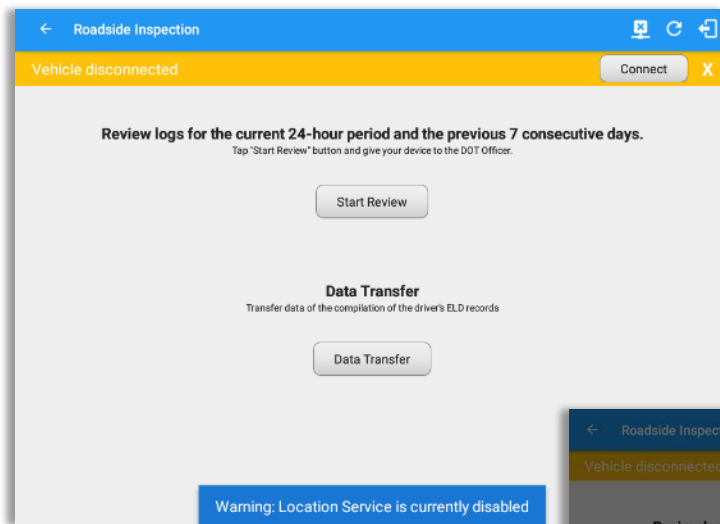 Roadside Inspection
Vehicle disconnected
Connect
X
Review logs for the current 24-hour period and the previous 7 consecutive days.
Tap "Start Review" button and give your device to the DOT Officer.
Start Review
Data Transfer
Transfer data of the compilation of the driver's ELD records
Data Transfer
Warning: Location Service is currently disabled
Roadside Inspec
Vehicle disconnected